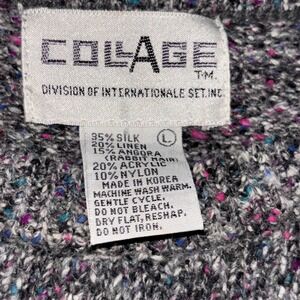 COLLAGE
T.M.
DIVISION OF INTERNATIONALE SET, INC
35% SILK
20% LINEN
15% ANGORA
(RABBIT HAIR)
20% ACRYLIC
10% NYLON
L
MADE IN KOREA
MACHINE WASH WARM.
GENTLE CYCLE.
DO NOT BLEACH.
DRY FLAT, RESHAP.
DO NOT IRON.